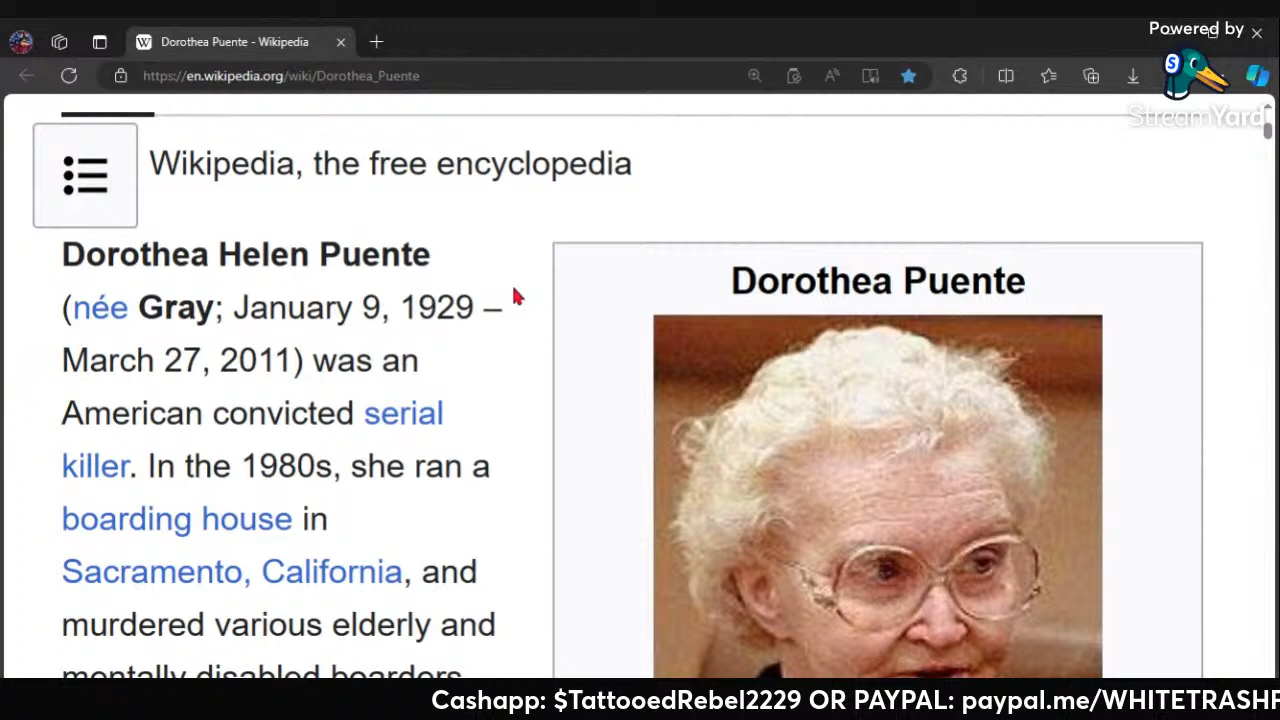 Powered by
Dorothea Puente - Wikipedia
https://en.wikipedia.org/wiki/Dorothea_Puente
StreamYard
Wikipedia, the free encyclopedia
Dorothea Helen Puente
(née Gray; January 9, 1929 –
March 27, 2011) was an
American convicted serial
killer. In the 1980s, she ran a
boarding house in
Sacramento, California, and
murdered various elderly and
mentally disabled boarders
Dorothea Puente
Cashapp: $TattooedRebel2229 OR PAYPAL: paypal.me/WHITETRASHF